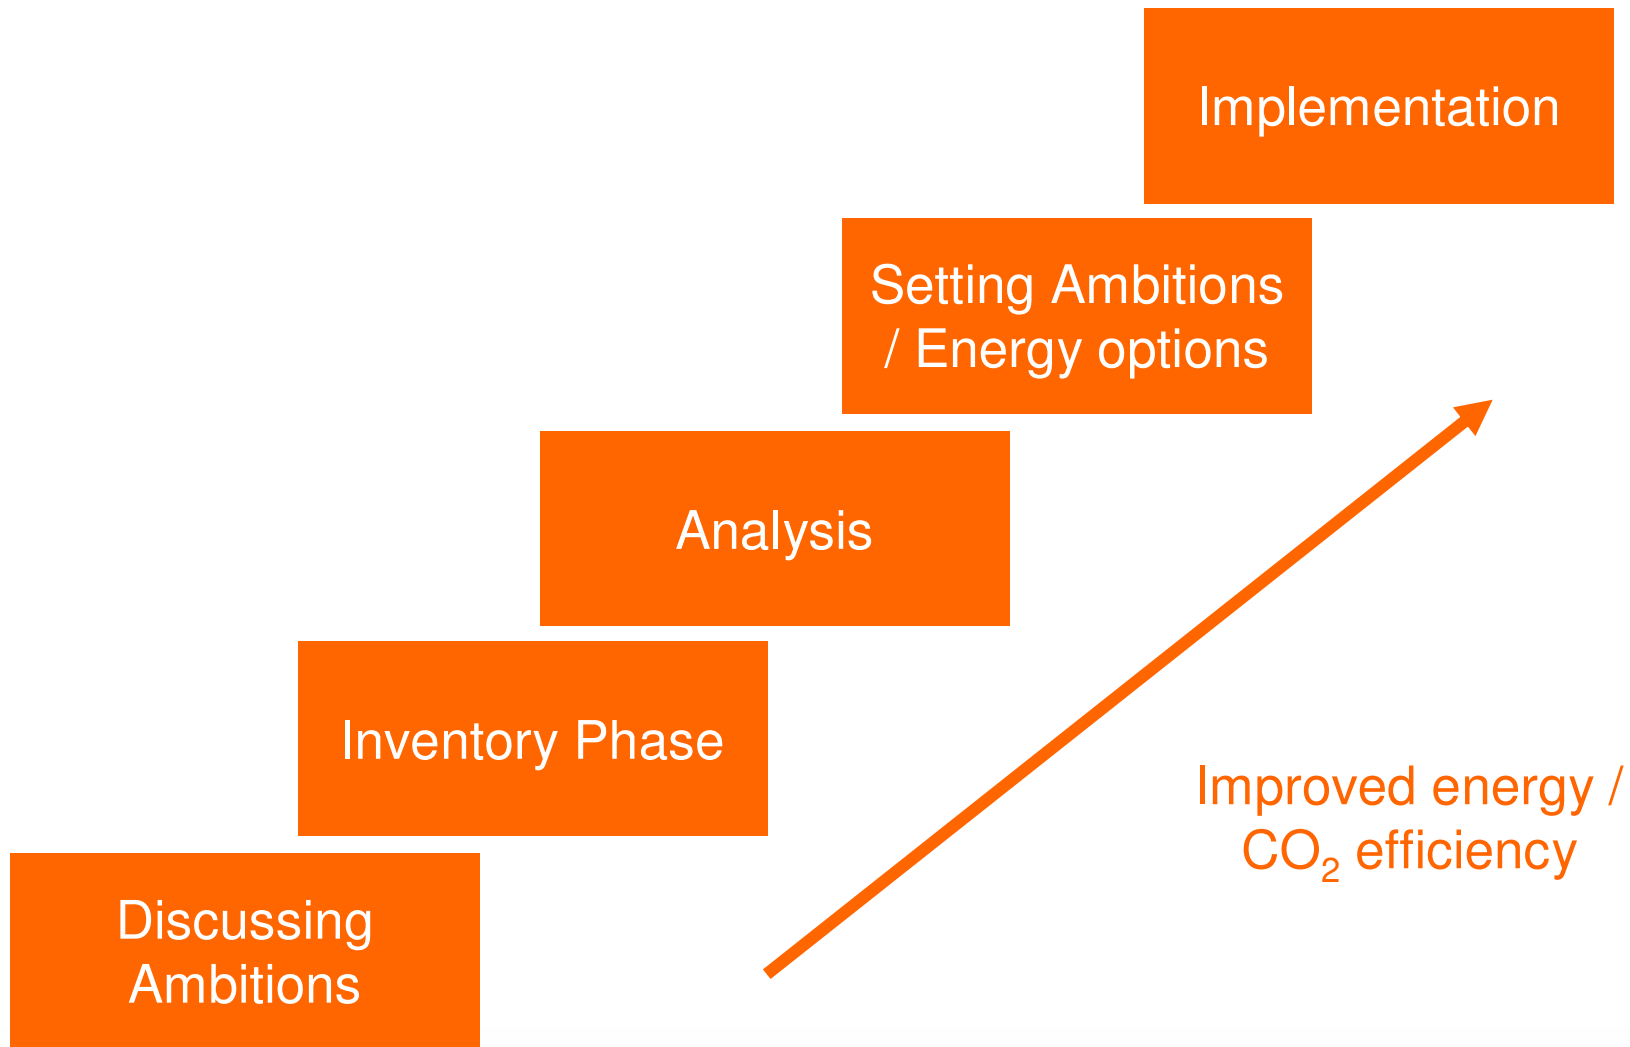 Implementation
Setting Ambitions
/ Energy options
Analysis
Inventory Phase
Improved energy /
CO₂ efficiency
Discussing
Ambitions